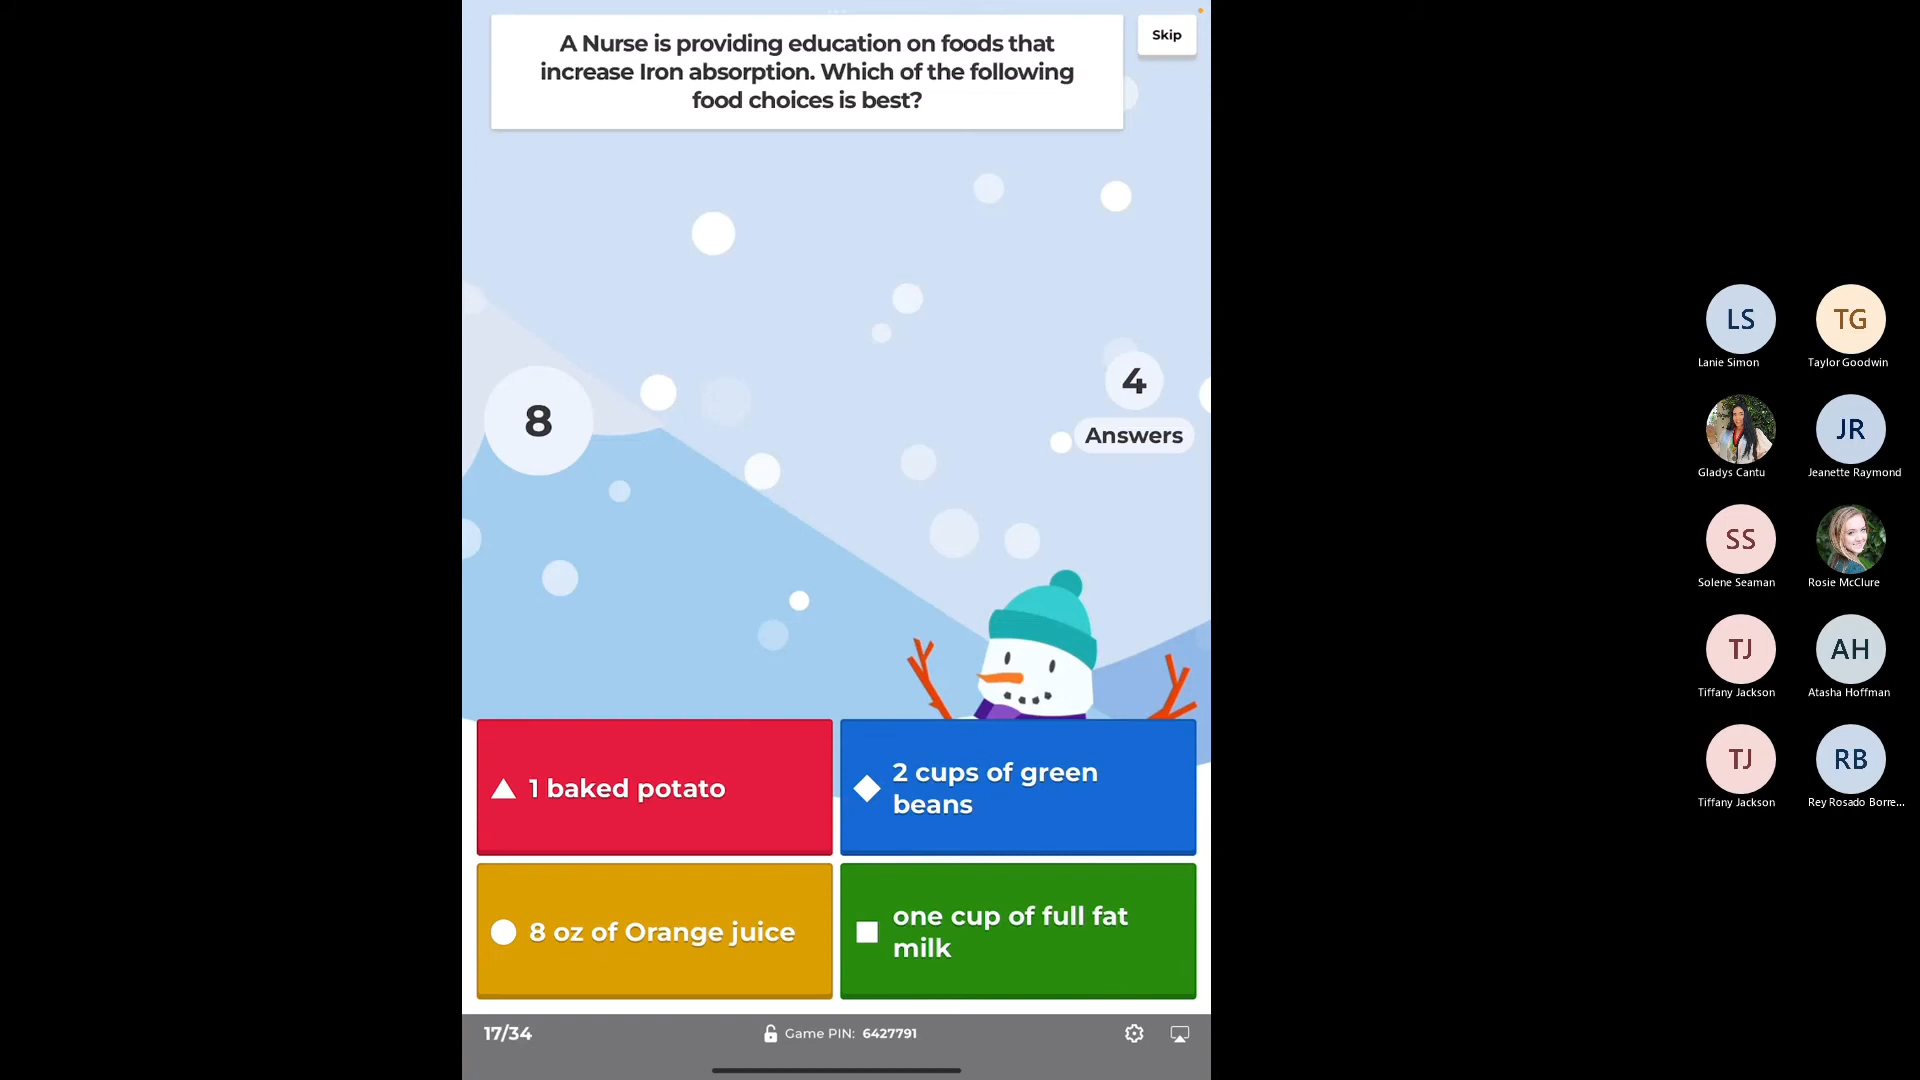 A Nurse is providing education on foods that
increase Iron absorption. Which of the following
food choices is best?
Skip
8
4
Answers
1 baked potato
2 cups of green
beans
8 oz of Orange juice
one cup of full fat
milk
17/34
Game PIN: 6427791
LS
Lanie Simon
TG
Taylor Goodwin
Gladys Cantu
JR
Jeanette Raymond
SS
Solene Seaman
Rosie McClure
TJ
Tiffany Jackson
AH
Atasha Hoffman
TJ
Tiffany Jackson
RB
Rey Rosado Borre...